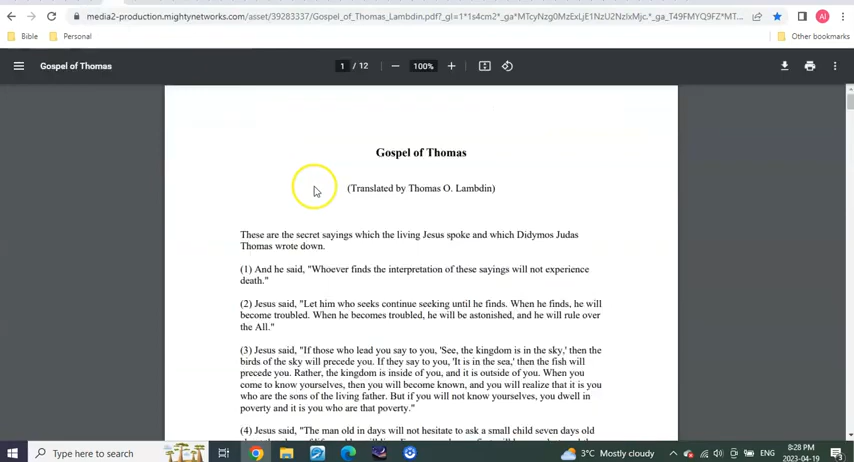 media2-production.mightynetworks.com/asset/39283337/Gospel_of_Thomas_Lambdin.pdf?_gl=1*1s4cm2*_ga*MTcyNzg0MzExLjE1NzU2NzIxMjc.*_ga_T49FMYQ9FZ*MT...
AI
Bible
Personal
Other bookmarks
Gospel of Thomas
1 / 12
100%
Gospel of Thomas
(Translated by Thomas O. Lambdin)
These are the secret sayings which the living Jesus spoke and which Didymos Judas
Thomas wrote down.
(1) And he said, "Whoever finds the interpretation of these sayings will not experience
death."
(2) Jesus said, "Let him who seeks continue seeking until he finds. When he finds, he will
become troubled. When he becomes troubled, he will be astonished, and he will rule over
the All."
(3) Jesus said, "If those who lead you say to you, 'See, the kingdom is in the sky,' then the
birds of the sky will precede you. If they say to you, 'It is in the sea,' then the fish will
precede you. Rather, the kingdom is inside of you, and it is outside of you. When you
come to know yourselves, then you will become known, and you will realize that it is you
who are the sons of the living father. But if you will not know yourselves, you dwell in
poverty and it is you who are that poverty."
(4) Jesus said, "The man old in days will not hesitate to ask a small child seven days old
Type here to search
3°C Mostly cloudy
ENG
8:28 PM
2023-04-19